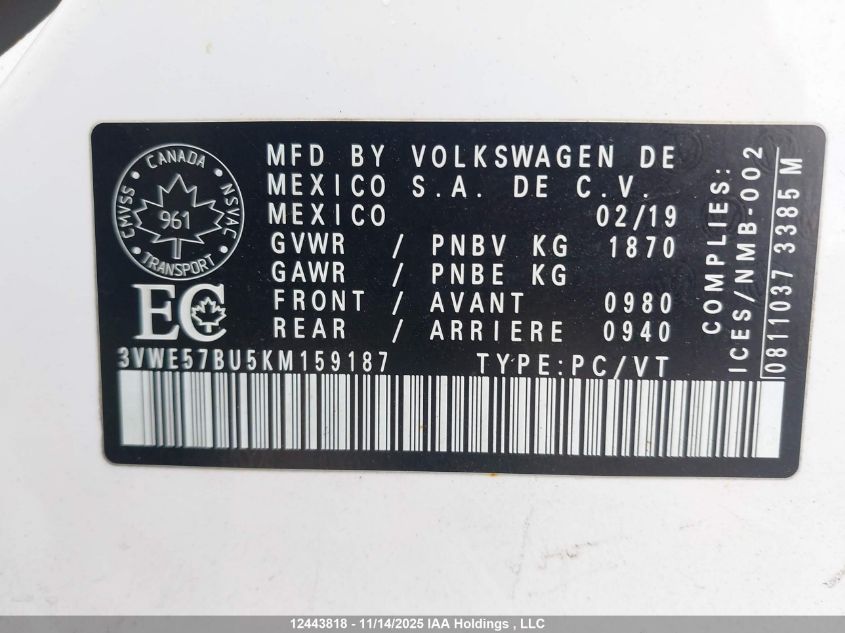 CANADA
CMVSS
NSVAC
961
TRANSPORT
EC
MFD BY VOLKSWAGEN DE
MEXICO S.A. DE C.V.
MEXICO 02/19
GVWR / PNBV KG 1870
GAWR / PNBE KG
FRONT / AVANT 0980
REAR / ARRIERE 0940
3VWE57BU5KM159187 TYPE:PC/VT
COMPLIES:
ICES/NMB-002
0811037 3385 M
12443818 - 11/14/2025 IAA Holdings , LLC